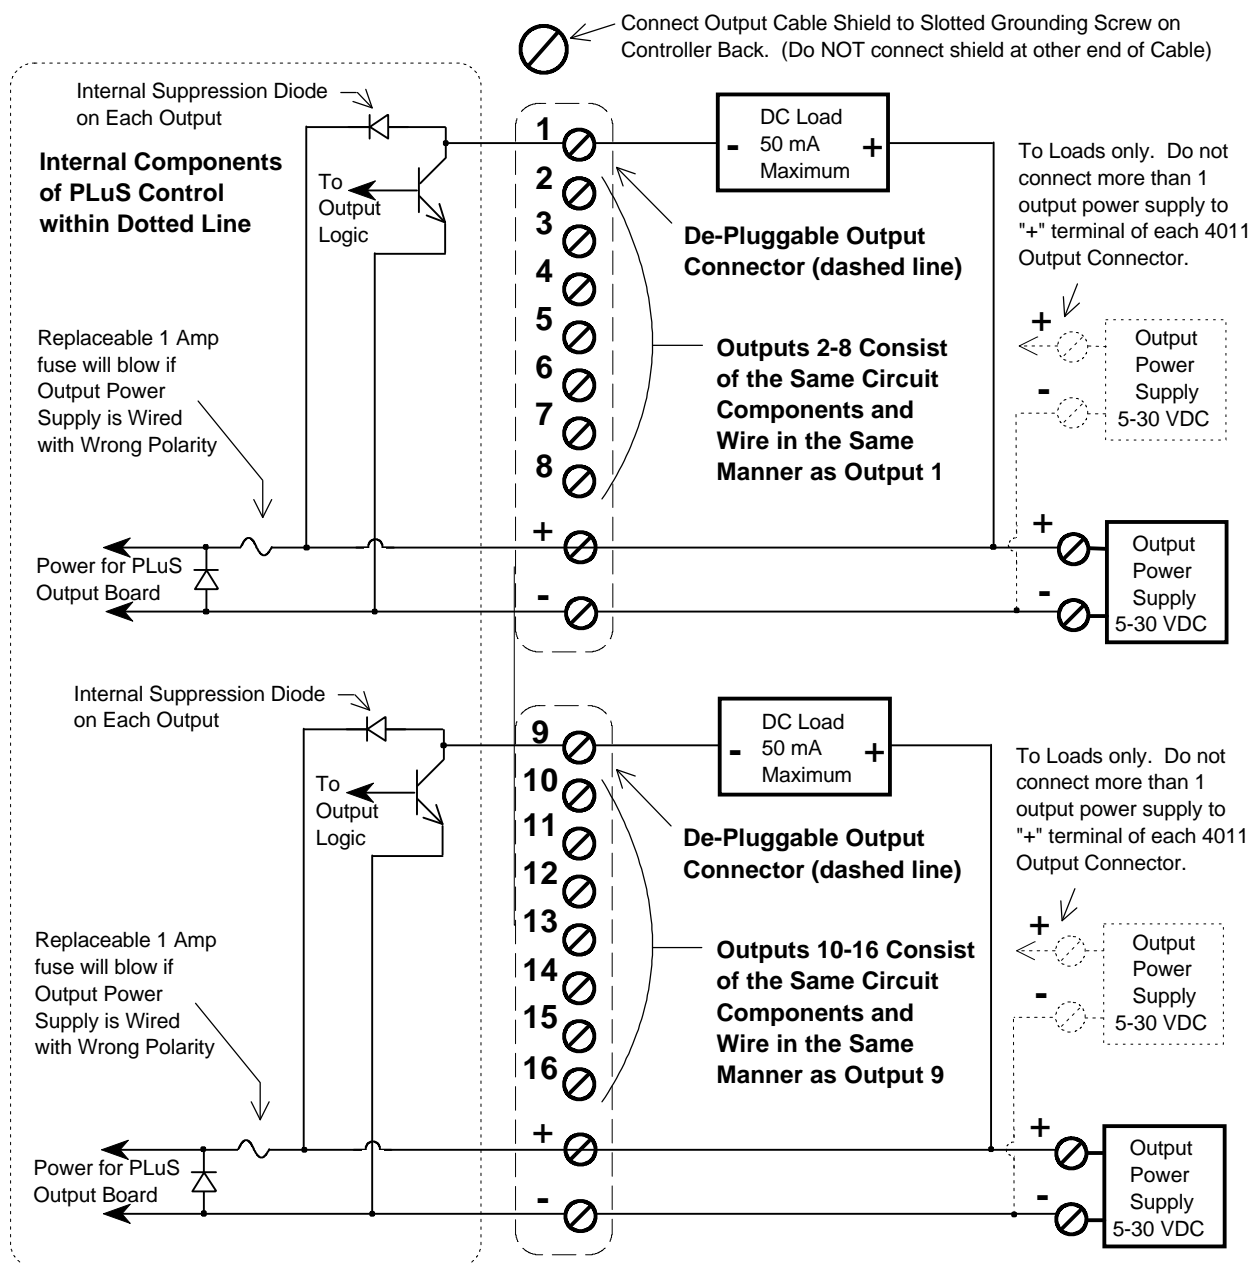 Connect Output Cable Shield to Slotted Grounding Screw on
Controller Back. (Do NOT connect shield at other end of Cable)
Internal Suppression Diode
on Each Output
Internal Components
of PLuS Control
within Dotted Line
To
Output
Logic
1
2
3
4
5
6
7
8
+
-
DC Load
50 mA
Maximum
-
+
De-Pluggable Output
Connector (dashed line)
Outputs 2-8 Consist
of the Same Circuit
Components and
Wire in the Same
Manner as Output 1
To Loads only. Do not
connect more than 1
output power supply to
"+" terminal of each 4011
Output Connector.
+
-
Output
Power
Supply
5-30 VDC
Replaceable 1 Amp
fuse will blow if
Output Power
Supply is Wired
with Wrong Polarity
Power for PLuS
Output Board
+
-
Output
Power
Supply
5-30 VDC
Internal Suppression Diode
on Each Output
To
Output
Logic
9
10
11
12
13
14
15
16
+
-
DC Load
50 mA
Maximum
-
+
De-Pluggable Output
Connector (dashed line)
Outputs 10-16 Consist
of the Same Circuit
Components and
Wire in the Same
Manner as Output 9
To Loads only. Do not
connect more than 1
output power supply to
"+" terminal of each 4011
Output Connector.
+
-
Output
Power
Supply
5-30 VDC
Replaceable 1 Amp
fuse will blow if
Output Power
Supply is Wired
with Wrong Polarity
Power for PLuS
Output Board
+
-
Output
Power
Supply
5-30 VDC